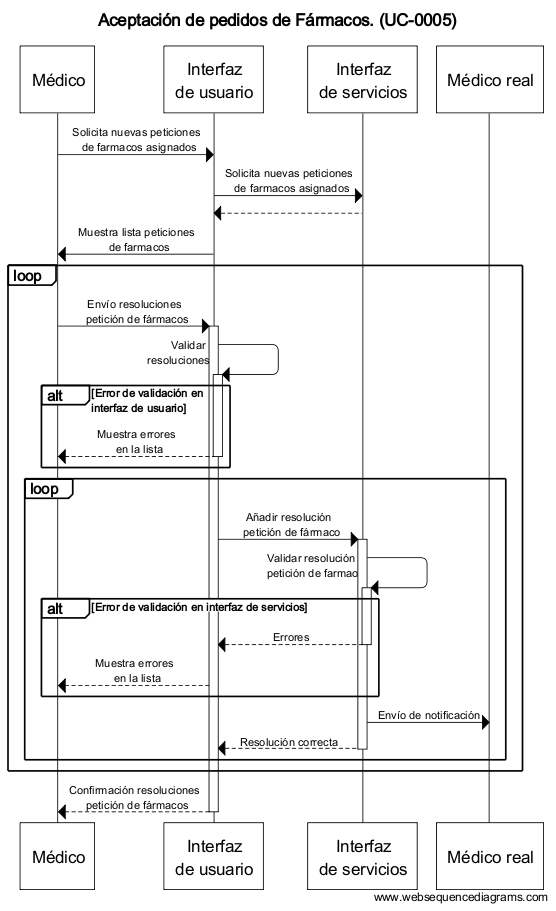 Aceptación de pedidos de Fármacos. (UC-0005)
Médico
Interfaz
de usuario
Interfaz
de servicios
Médico real
Solicita nuevas peticiones
de farmacos asignados
Solicita nuevas peticiones
de farmacos asignados
Muestra lista peticiones
de farmacos
loop
Envío resoluciones
petición de fármacos
Validar
resoluciones
alt
[Error de validación en
interfaz de usuario]
Muestra errores
en la lista
loop
Añadir resolución
petición de fármaco
Validar resolución
petición de farmao
alt
[Error de validación en interfaz de servicios]
Errores
Muestra errores
en la lista
Envío de notificación
Resolución correcta
Confirmación resoluciones
petición de fármacos
Médico
Interfaz
de usuario
Interfaz
de servicios
Médico real
www.websequencediagrams.com